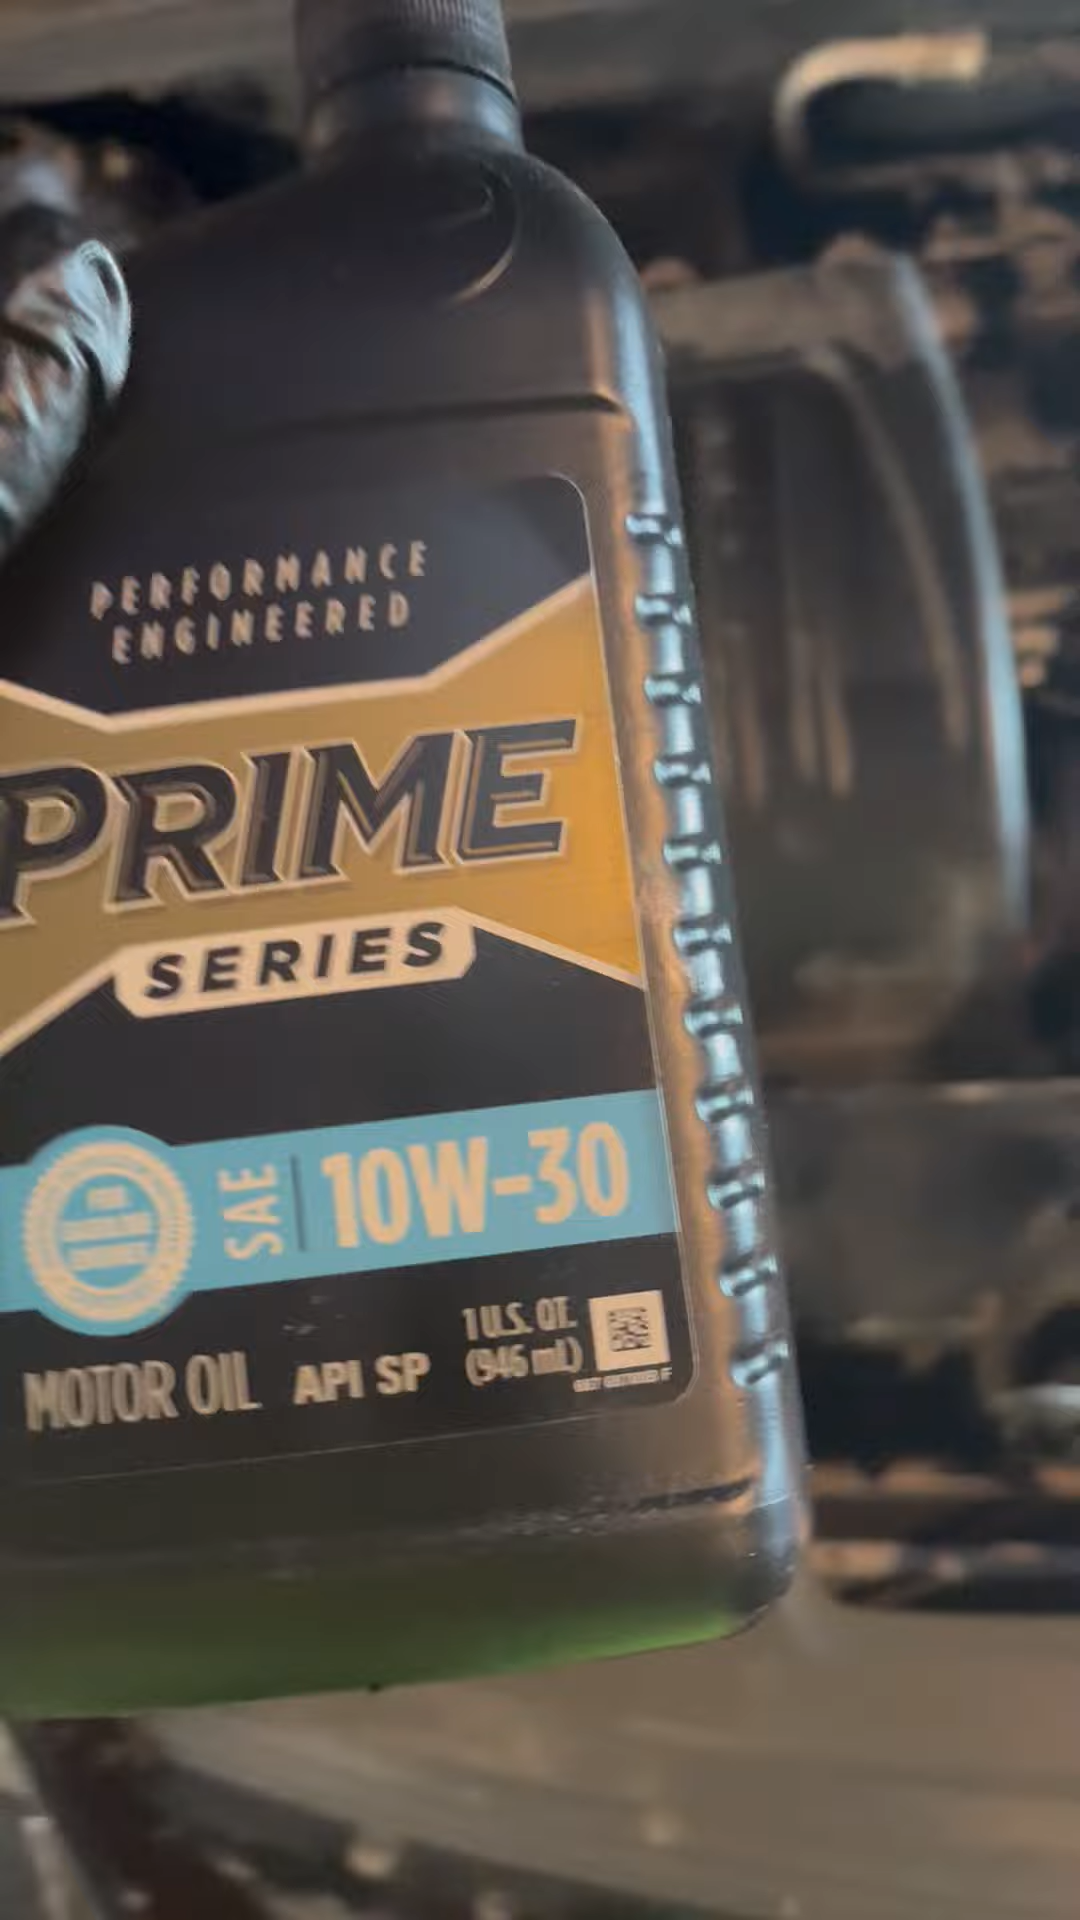 PERFORMANCE
ENGINEERED
PRIME
SERIES
SAE 10W-30
MOTOR OIL API SP 1 U.S. QT.
(946 mL)